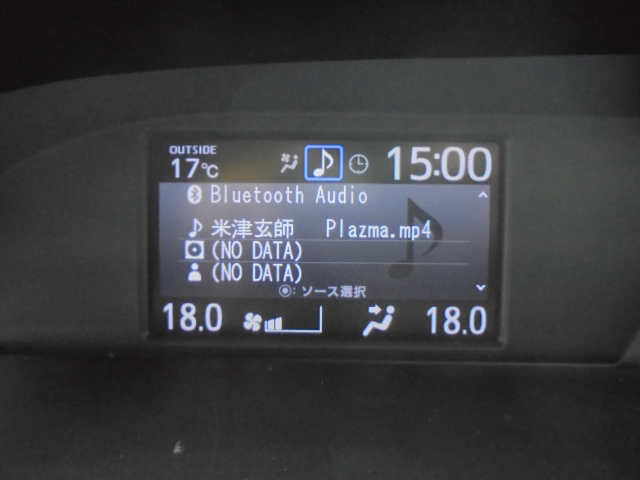 OUTSIDE
17℃ 15:00
Bluetooth Audio
米津玄師 Plazma.mp4
(NO DATA)
(NO DATA)
◉: ソース選択
18.0 18.0